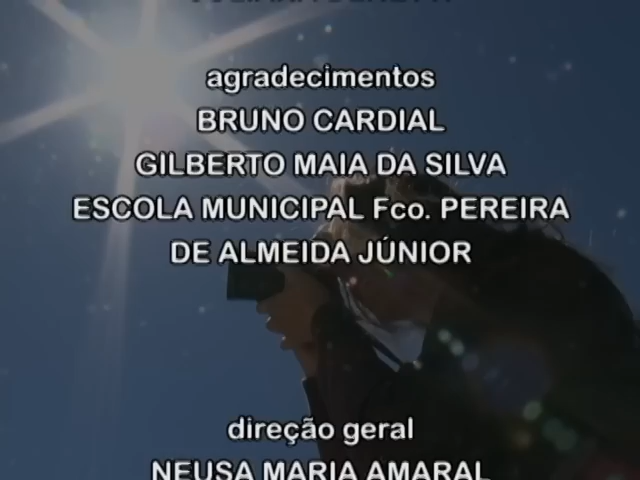 agradecimentos
BRUNO CARDIAL
GILBERTO MAIA DA SILVA
ESCOLA MUNICIPAL Fco. PEREIRA
DE ALMEIDA JÚNIOR
direção geral
NEUSA MARIA AMARAL